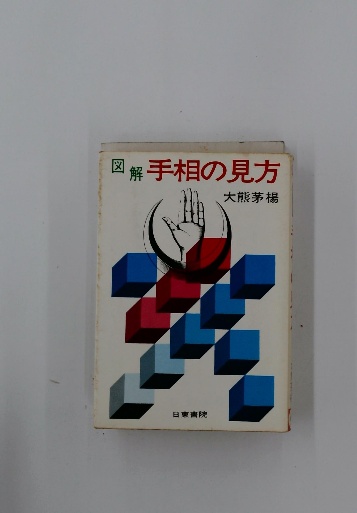 図解 手相の見方
大熊茅楊
日東書院